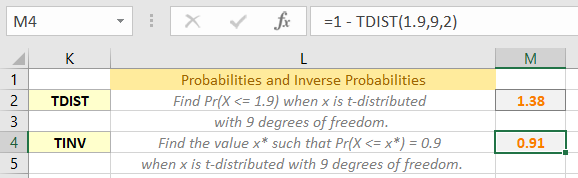 M4 =1 - TDIST(1.9,9,2)
K L M
1 Probabilities and Inverse Probabilities
2 TDIST Find Pr(X <= 1.9) when x is t-distributed 1.38
3 with 9 degrees of freedom.
4 TINV Find the value x* such that Pr(X <= x*) = 0.9 0.91
5 when x is t-distributed with 9 degrees of freedom.